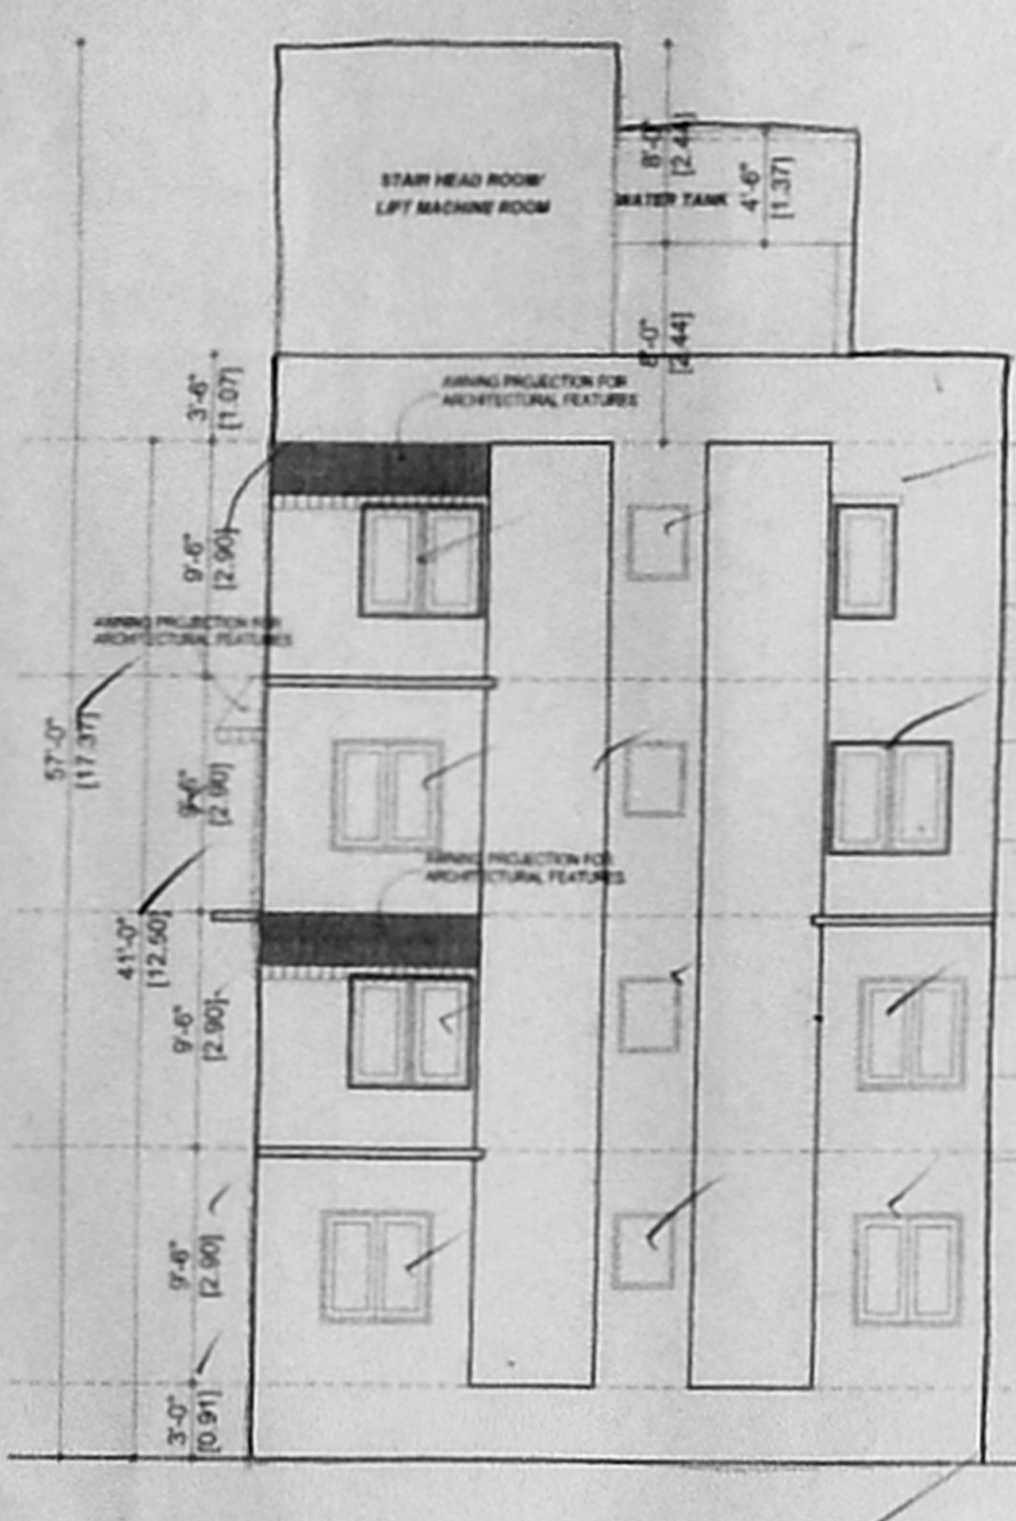 STAIR HEAD ROOM/
LIFT MACHINE ROOM
8'-0"
[2.44]
WATER TANK
4'-6"
[1.37]
8'-0"
[2.44]
3'-6"
[1.07]
AWNING PROJECTION FOR
ARCHITECTURAL FEATURES
9'-6"
[2.90]
AWNING PROJECTION FOR
ARCHITECTURAL FEATURES
57'-0"
[17.37]
9'-6"
[2.90]
AWNING PROJECTION FOR
ARCHITECTURAL FEATURES
41'-0"
[12.50]
9'-6"
[2.90]
9'-6"
[2.90]
3'-0"
[0.91]